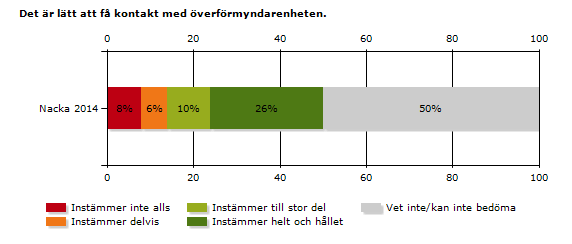 Det är lätt att få kontakt med överförmyndarenheten.
0 20 40 60 80 100
Nacka 2014 8% 6% 10% 26% 50%
0 20 40 60 80 100
Instämmer inte alls Instämmer till stor del Vet inte/kan inte bedöma
Instämmer delvis Instämmer helt och hållet